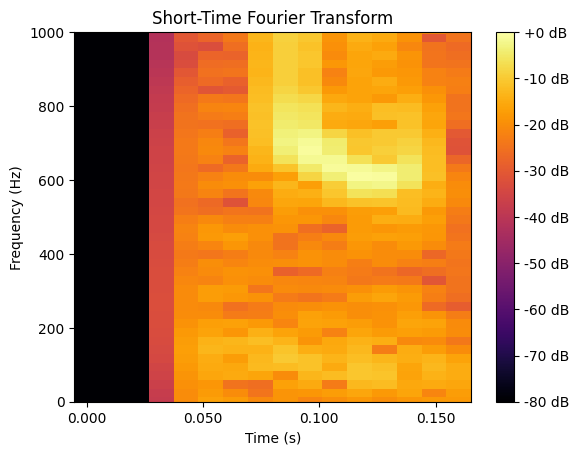 Short-Time Fourier Transform
1000
800
600
400
200
0
Frequency (Hz)
0.000
0.050
0.100
0.150
Time (s)
+0 dB
-10 dB
-20 dB
-30 dB
-40 dB
-50 dB
-60 dB
-70 dB
-80 dB